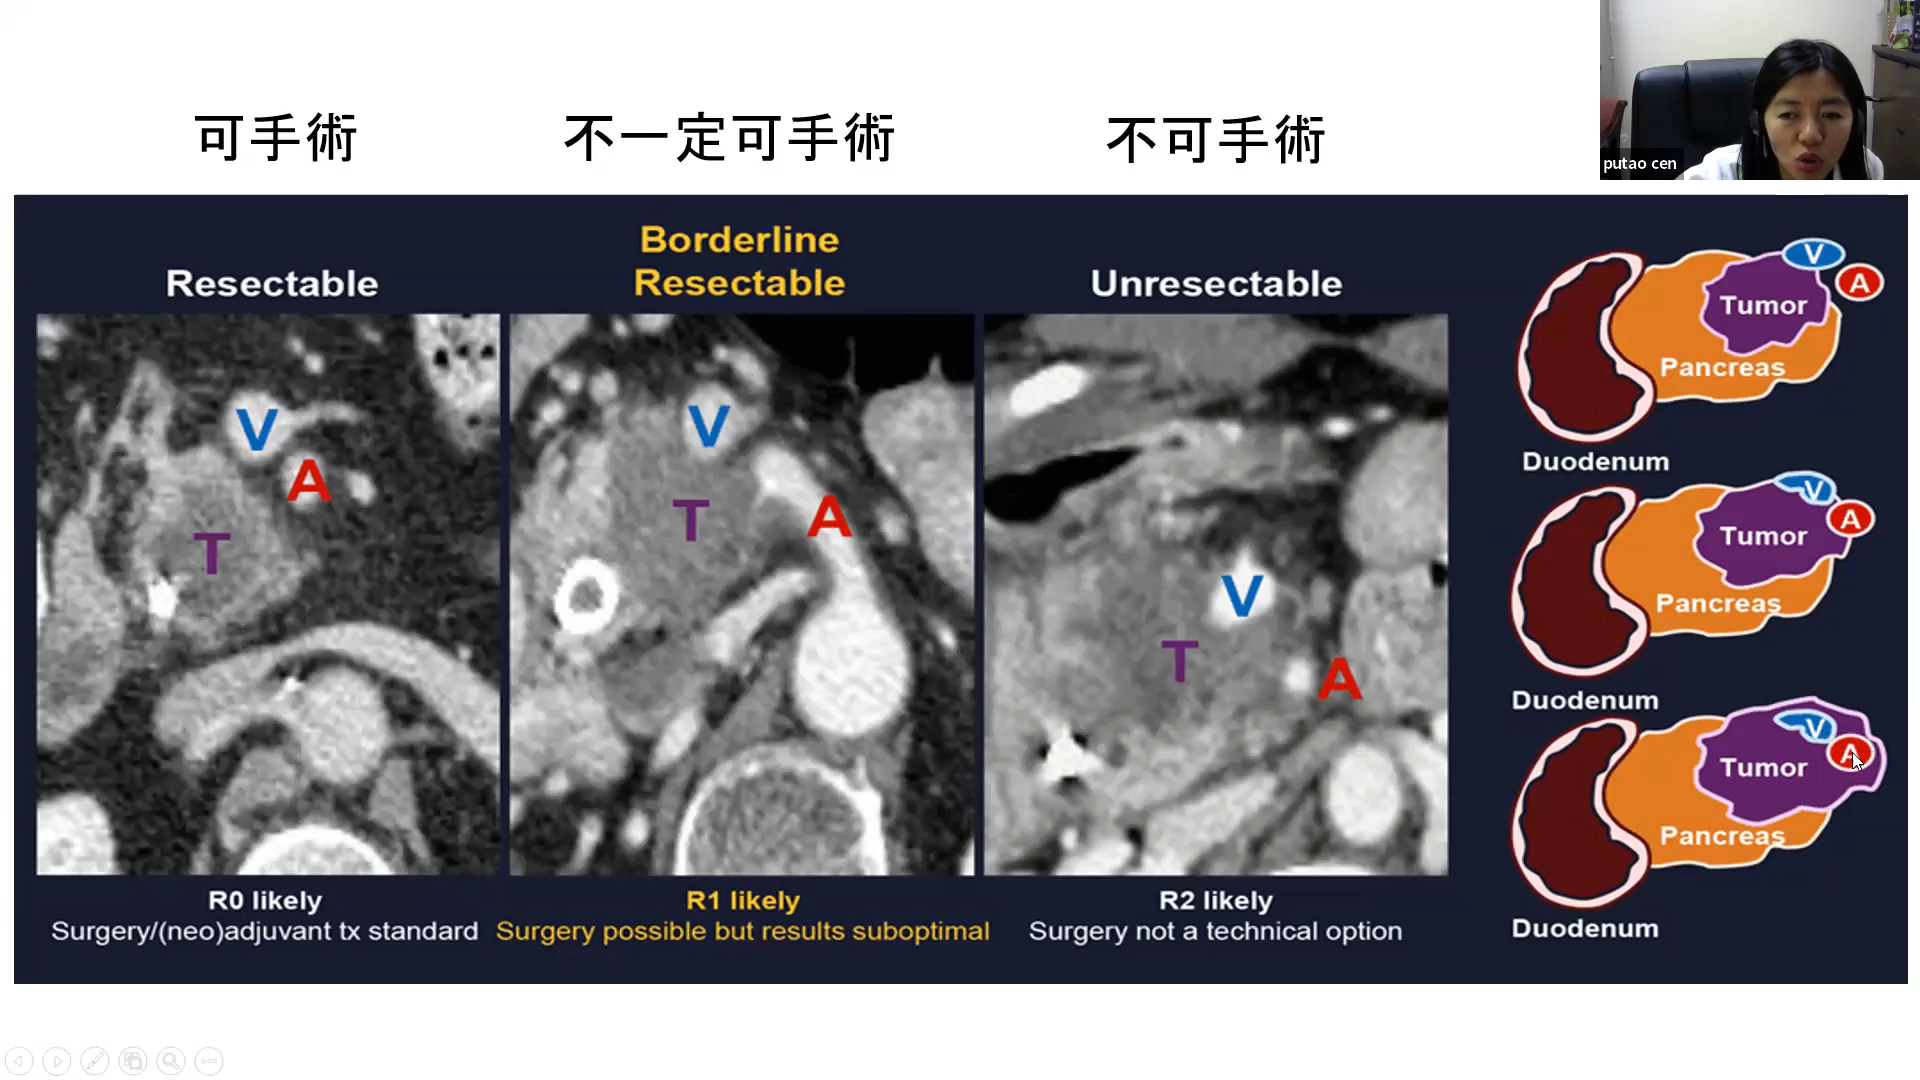 可手術
不一定可手術
不可手術
putao cen
Resectable
Borderline
Resectable
Unresectable
V
A
T
V
A
T
V
A
T
R0 likely
Surgery/(neo)adjuvant tx standard
R1 likely
Surgery possible but results suboptimal
R2 likely
Surgery not a technical option
V
A
Tumor
Pancreas
Duodenum
V
A
Tumor
Pancreas
Duodenum
V
A
Tumor
Pancreas
Duodenum